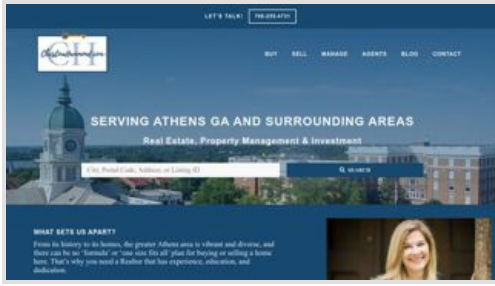 LET'S TALK!
BUY SELL MANAGE AGENTS BLOG CONTACT
SERVING ATHENS GA AND SURROUNDING AREAS
Real Estate, Property Management & Investment
City, Postal Code, Address, or Listing ID
SEARCH
WHAT SETS US APART?
From its history to its homes, the greater Athens area is vibrant and diverse, and
there can be no 'formula' or 'one size fits all' plan for buying or selling a home
here. That's why you need a Realtor that has experience, education, and
dedication.